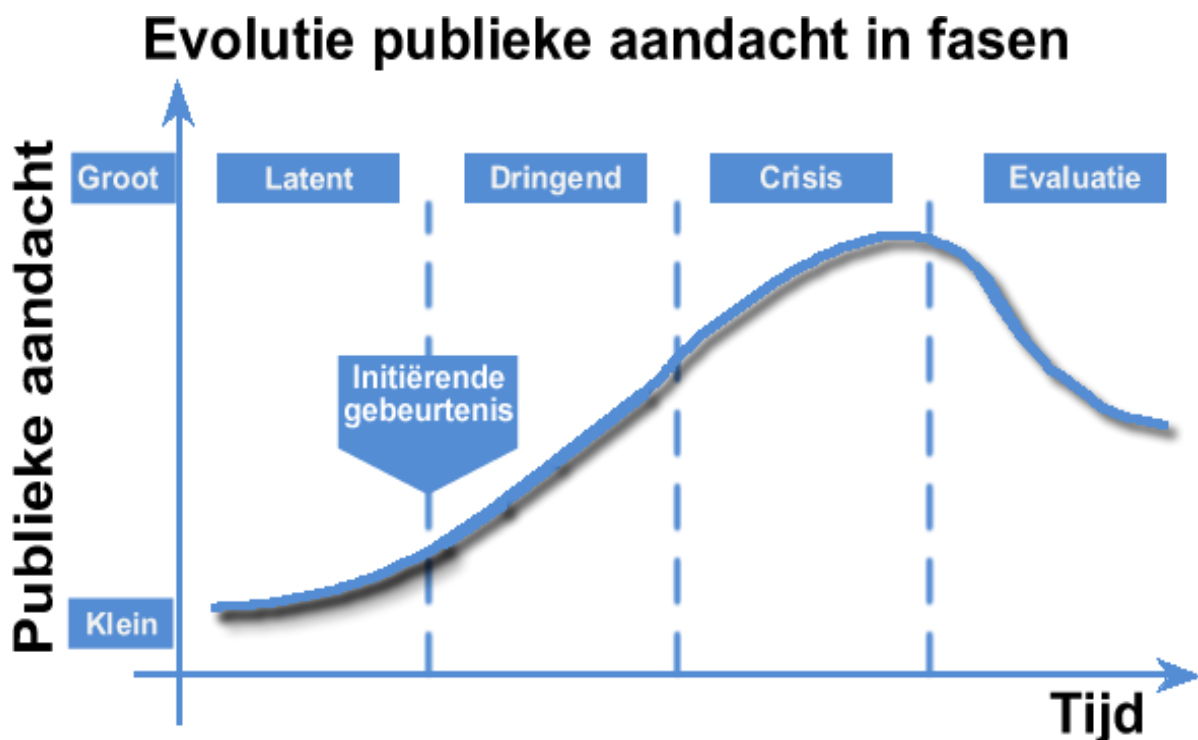 Evolutie publieke aandacht in fasen
Publieke aandacht
Groot
Latent
Dringend
Crisis
Evaluatie
Initiërende
gebeurtenis
Klein
Tijd